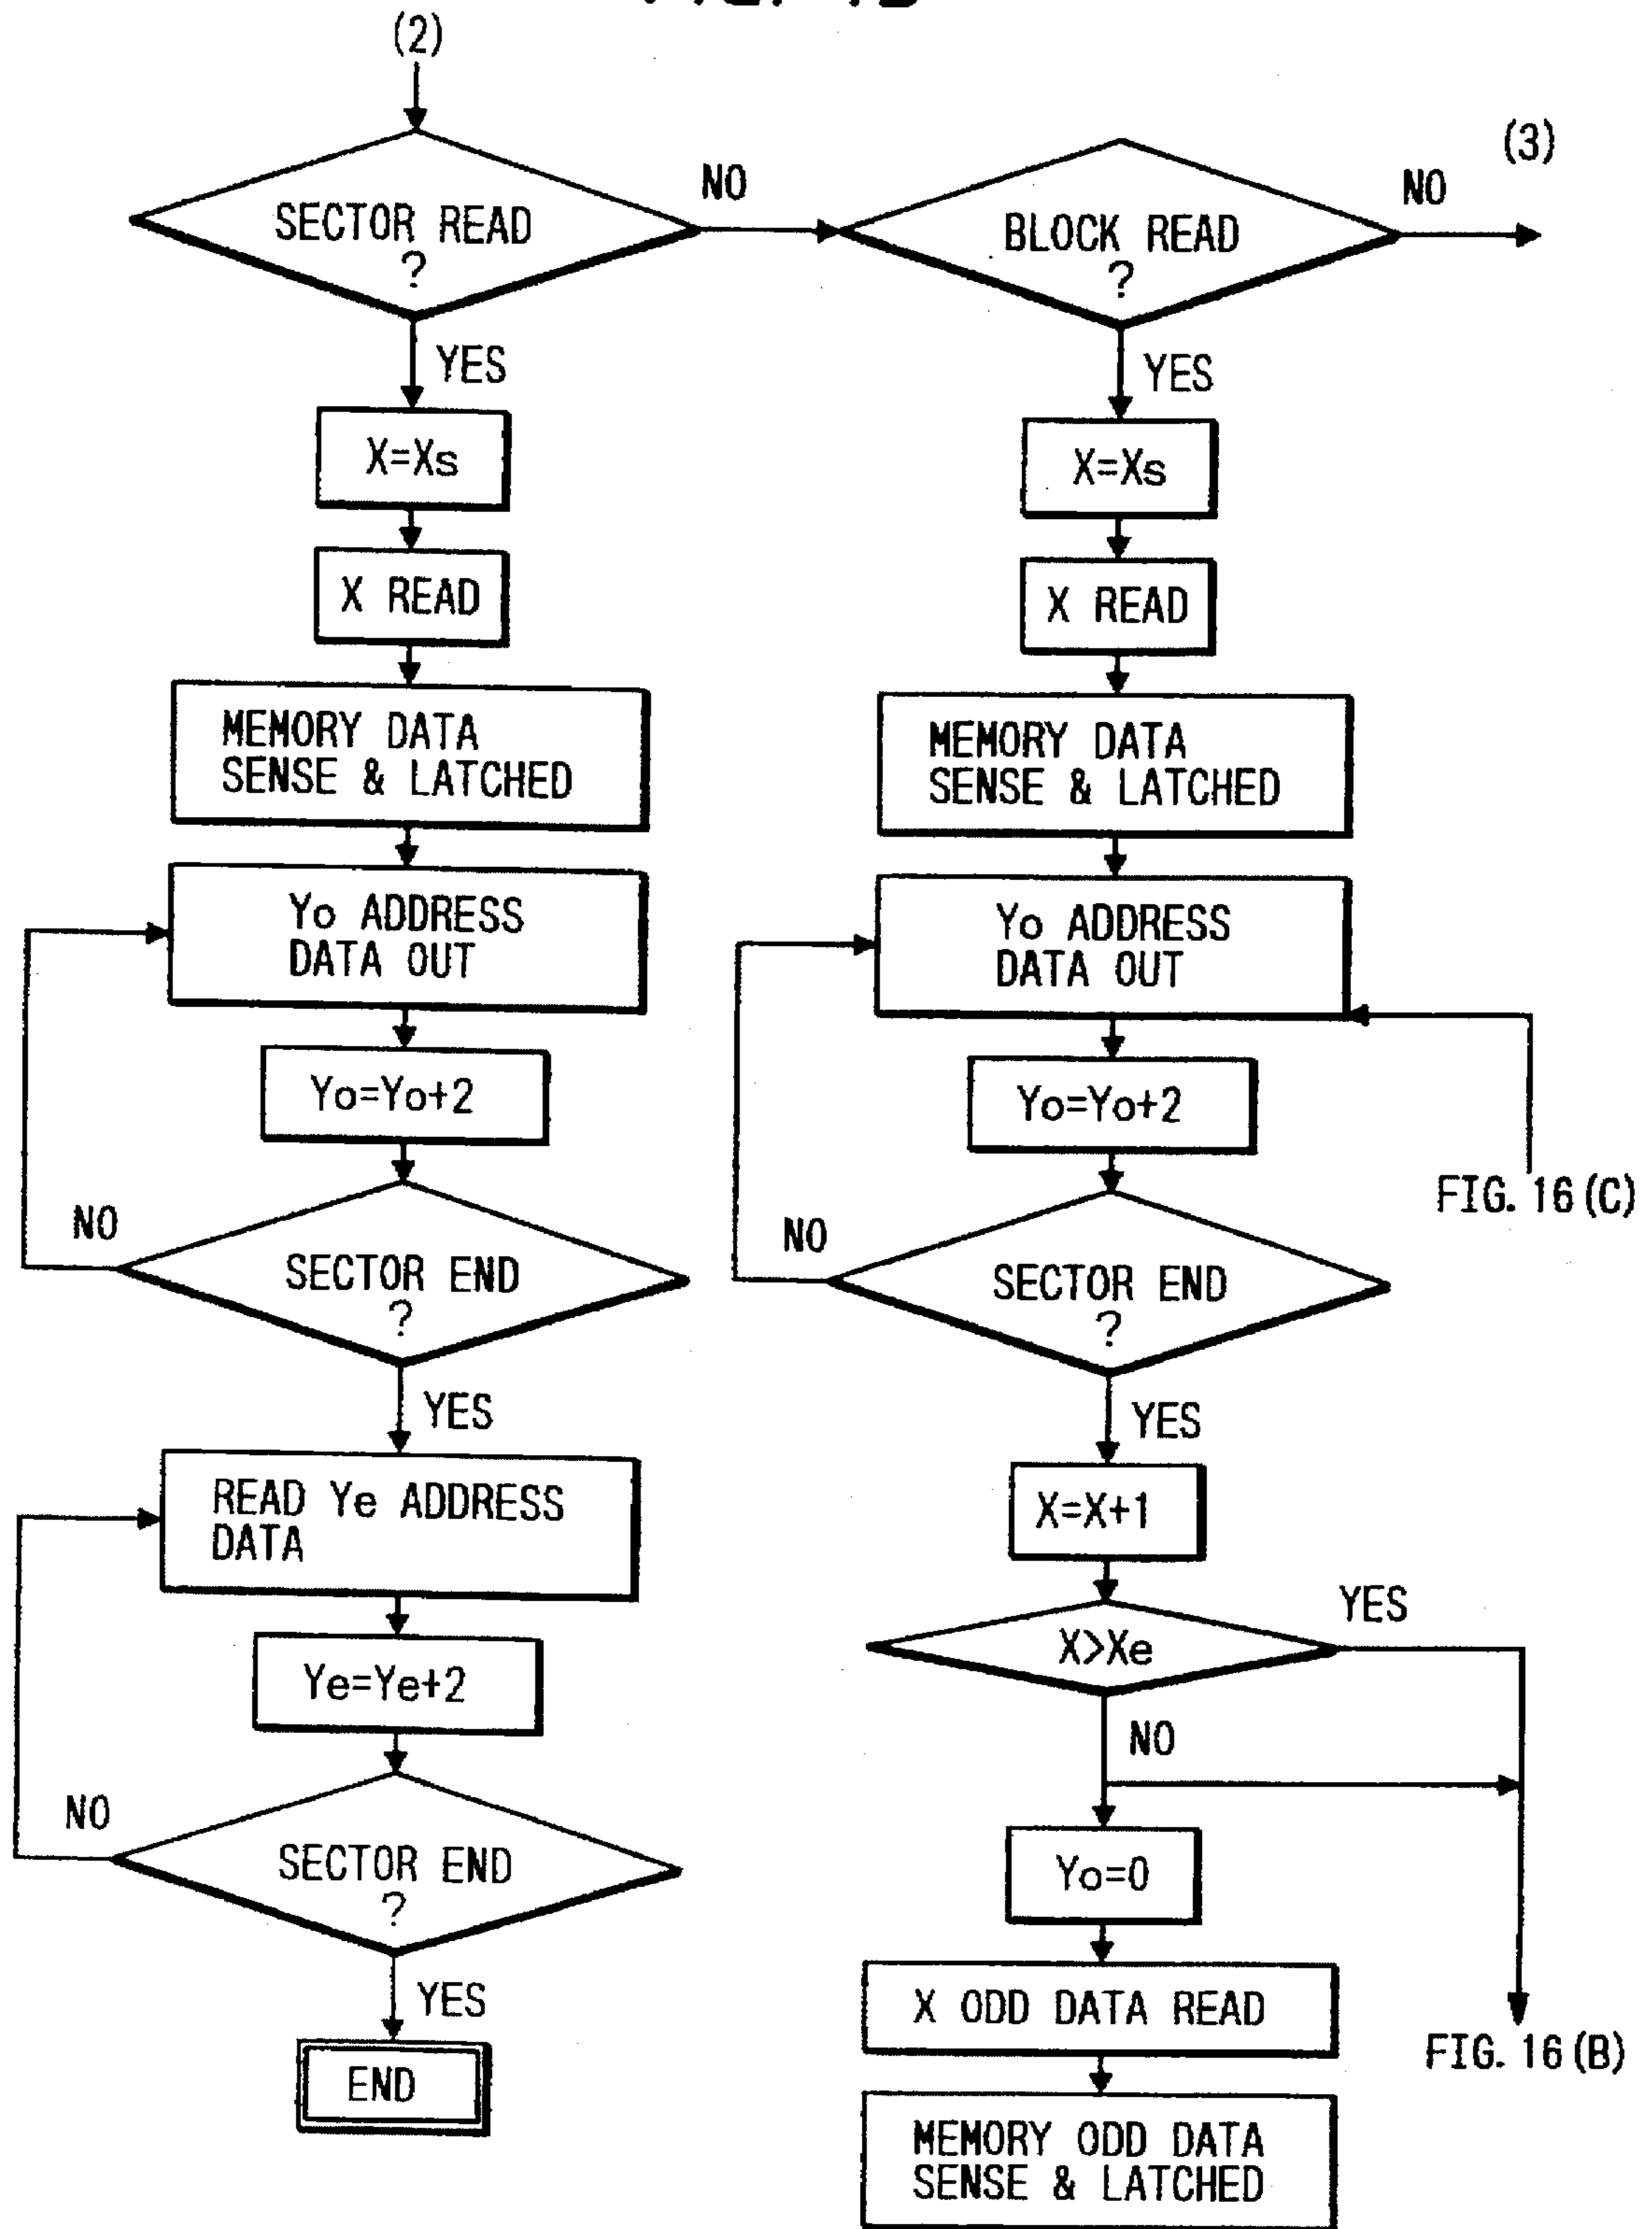 (2)
SECTOR READ
?
YES
NO
X=Xs
X READ
MEMORY DATA
SENSE & LATCHED
Yo ADDRESS
DATA OUT
Yo=Yo+2
NO
SECTOR END
?
YES
READ Ye ADDRESS
DATA
Ye=Ye+2
NO
SECTOR END
?
YES
END
BLOCK READ
?
NO
(3)
YES
X=Xs
X READ
MEMORY DATA
SENSE & LATCHED
Yo ADDRESS
DATA OUT
FIG. 16 (C)
Yo=Yo+2
NO
SECTOR END
?
YES
X=X+1
X>Xe
YES
NO
Yo=0
X ODD DATA READ
FIG. 16 (B)
MEMORY ODD DATA
SENSE & LATCHED